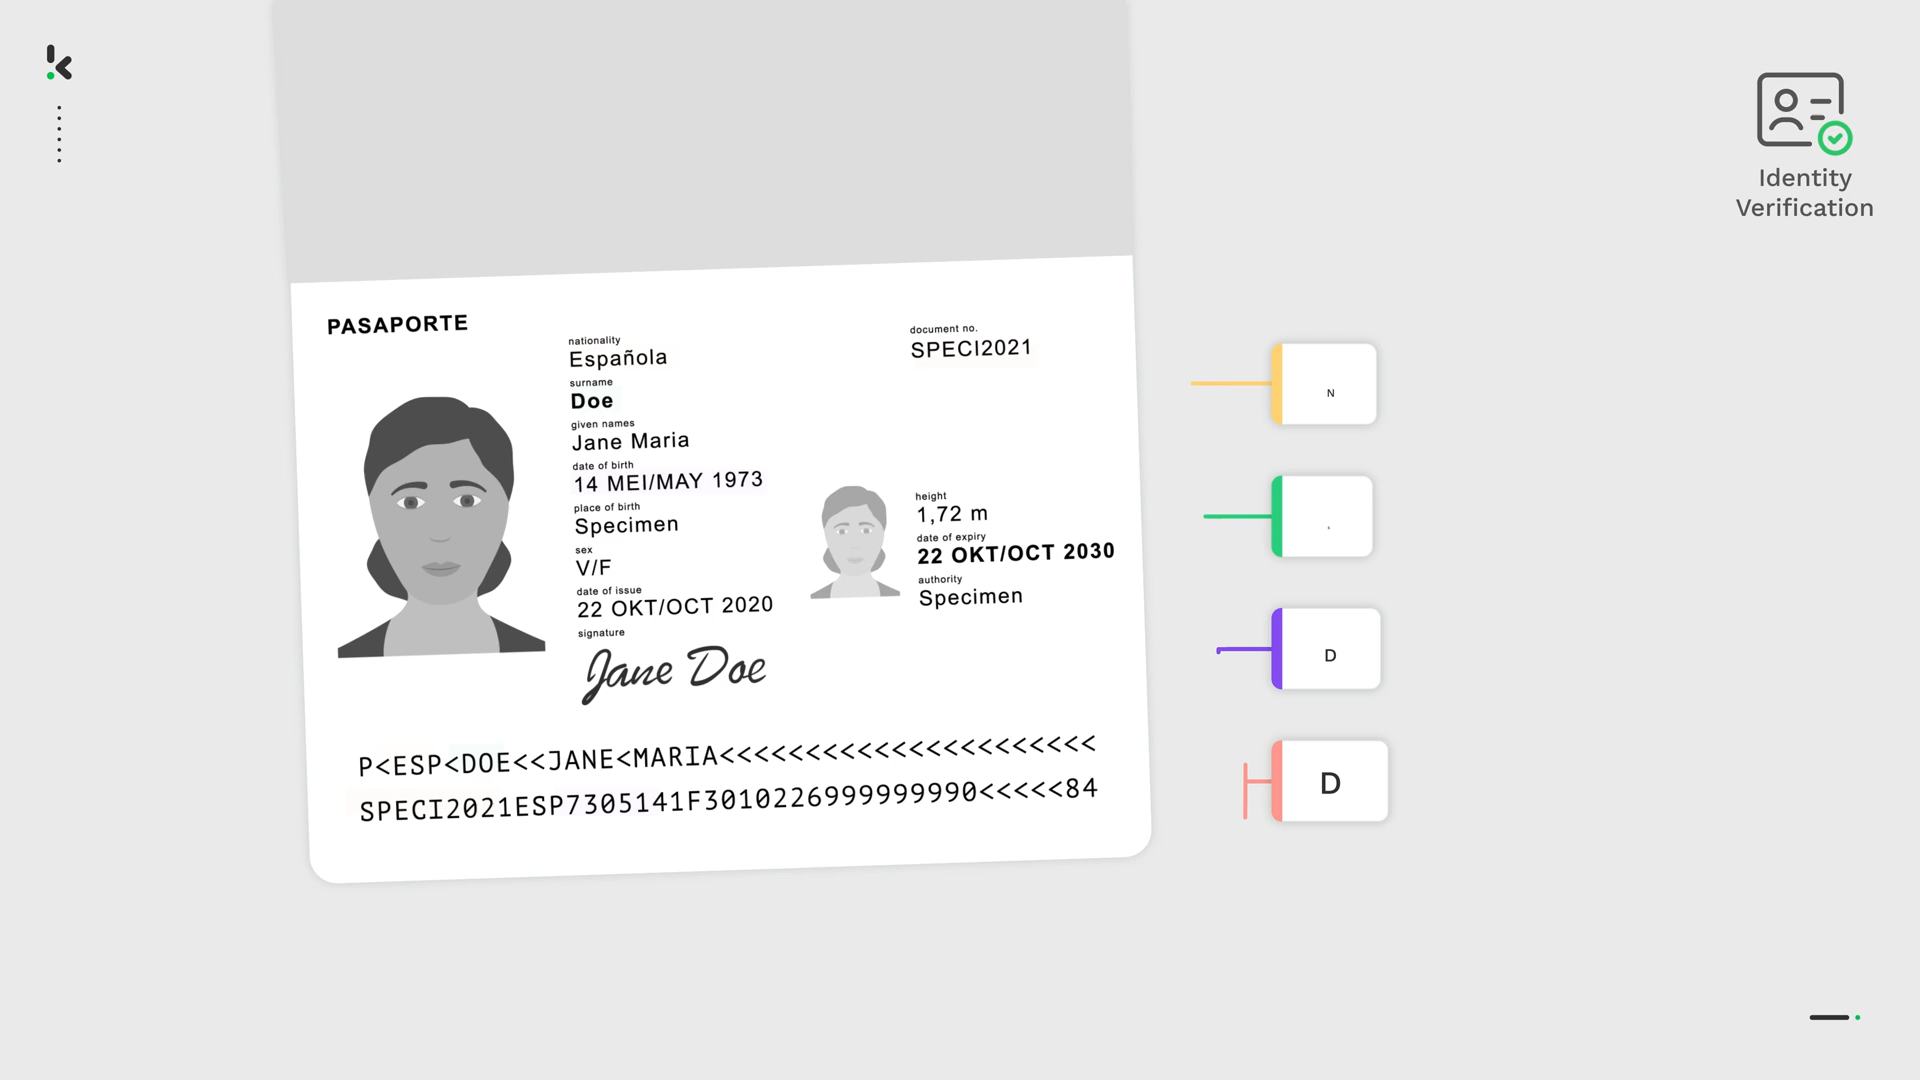 Identity
Verification
PASAPORTE
nationality
Española
surname
Doe
given names
Jane Maria
date of birth
14 MEI/MAY 1973
place of birth
Specimen
sex
V/F
date of issue
22 OKT/OCT 2020
signature
Jane Doe
document no.
SPECI2021
height
1,72 m
date of expiry
22 OKT/OCT 2030
authority
Specimen
P<ESP<DOE<<JANE<MARIA<<<<<<<<<<<<<<<<<<<<<<
SPECI2021ESP7305141F3010226999999990<<<<<84
N
D
D